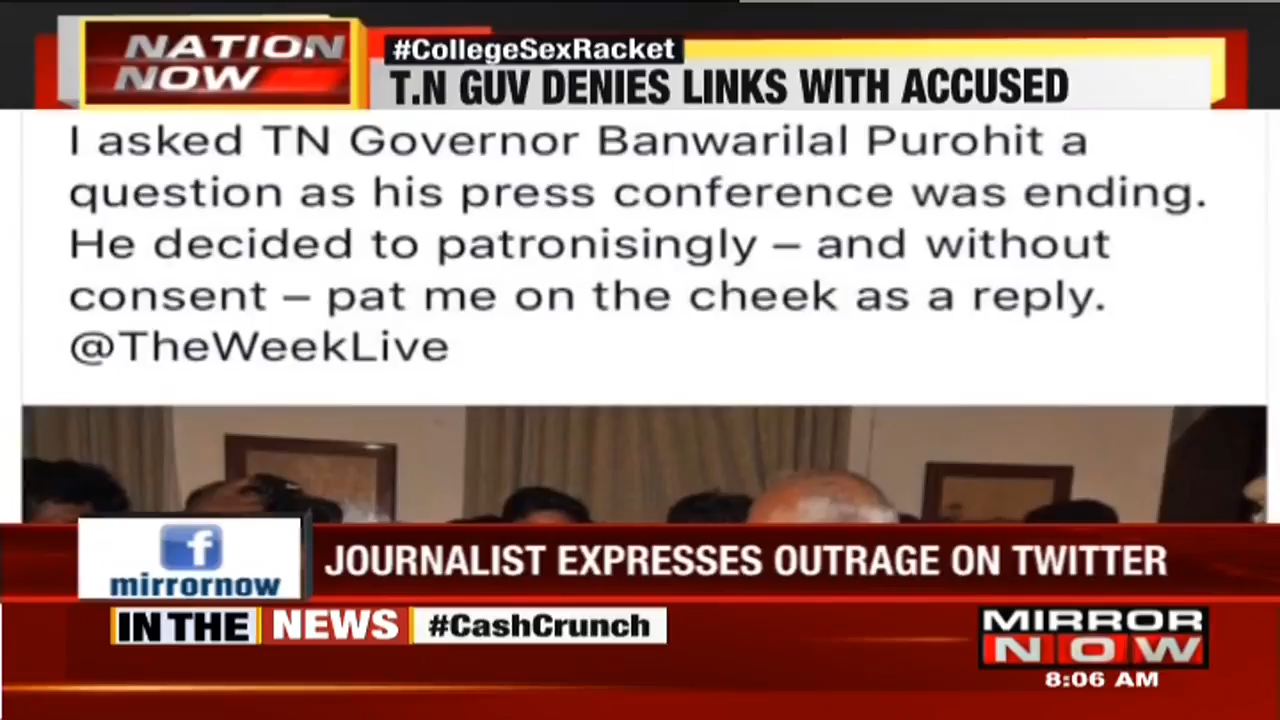 NATION
NOW
#CollegeSexRacket
T.N GUV DENIES LINKS WITH ACCUSED
I asked TN Governor Banwarilal Purohit a
question as his press conference was ending.
He decided to patronisingly – and without
consent – pat me on the cheek as a reply.
@TheWeekLive
f
mirrornow
JOURNALIST EXPRESSES OUTRAGE ON TWITTER
IN THE NEWS #CashCrunch
MIRROR
NOW
8:06 AM